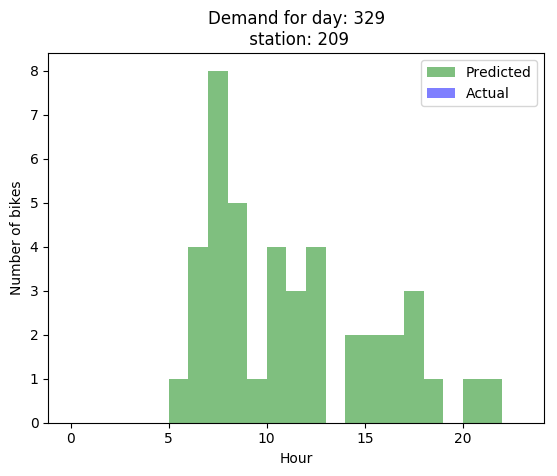 Demand for day: 329
station: 209
Predicted
Actual
Number of bikes
8
7
6
5
4
3
2
1
0
0 5 10 15 20
Hour